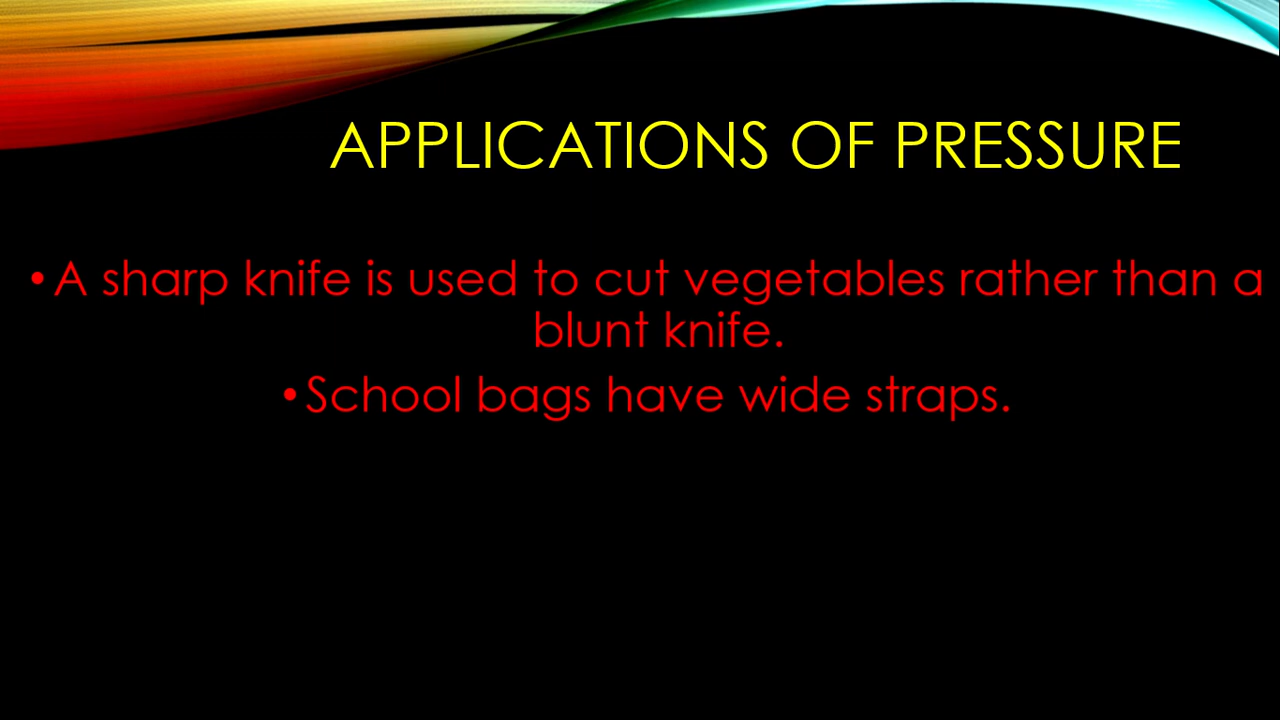 APPLICATIONS OF PRESSURE
• A sharp knife is used to cut vegetables rather than a
blunt knife.
• School bags have wide straps.